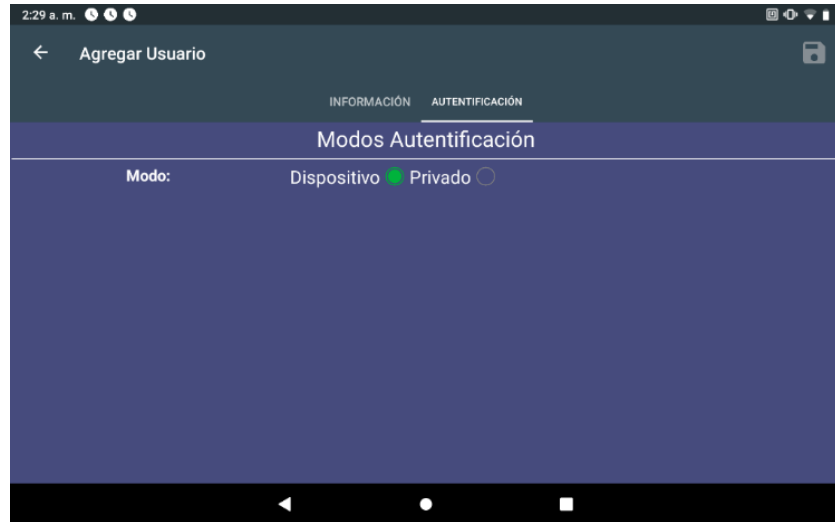 2:29 a. m.
Agregar Usuario
INFORMACIÓN AUTENTIFICACIÓN
Modos Autentificación
Modo: Dispositivo Privado